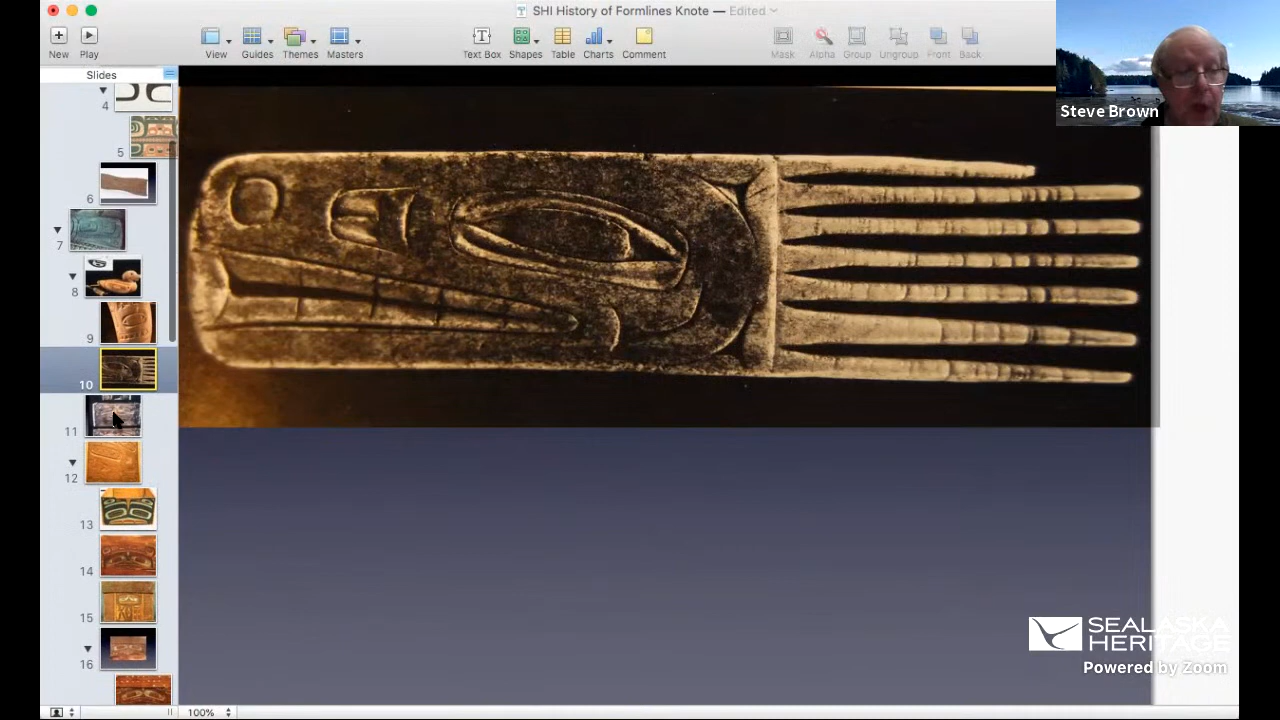 SHI History of Formlines Knote — Edited
New
Play
View
Guides
Themes
Masters
Text Box
Shapes
Table
Charts
Comment
Mask
Alpha
Group
Ungroup
Front
Back
Steve Brown
Slides
4
5
6
7
8
9
10
11
12
13
14
15
16
SEALASKA
HERITAGE
Powered by Zoom
100%